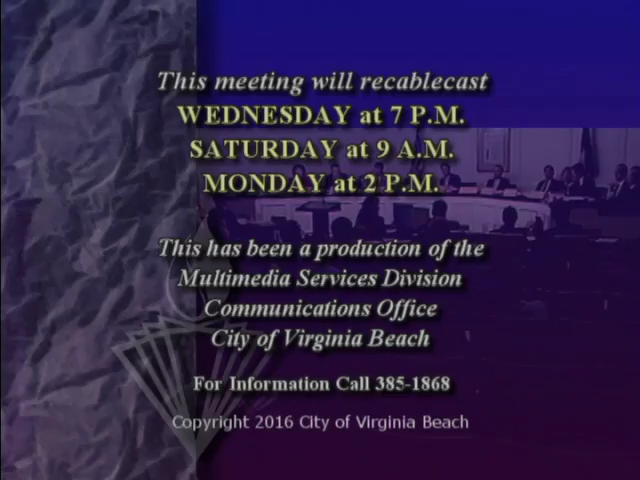 This meeting will recablecast
WEDNESDAY at 7 P.M.
SATURDAY at 9 A.M.
MONDAY at 2 P.M.
This has been a production of the
Multimedia Services Division
Communications Office
City of Virginia Beach
For Information Call 385-1868
Copyright 2016 City of Virginia Beach